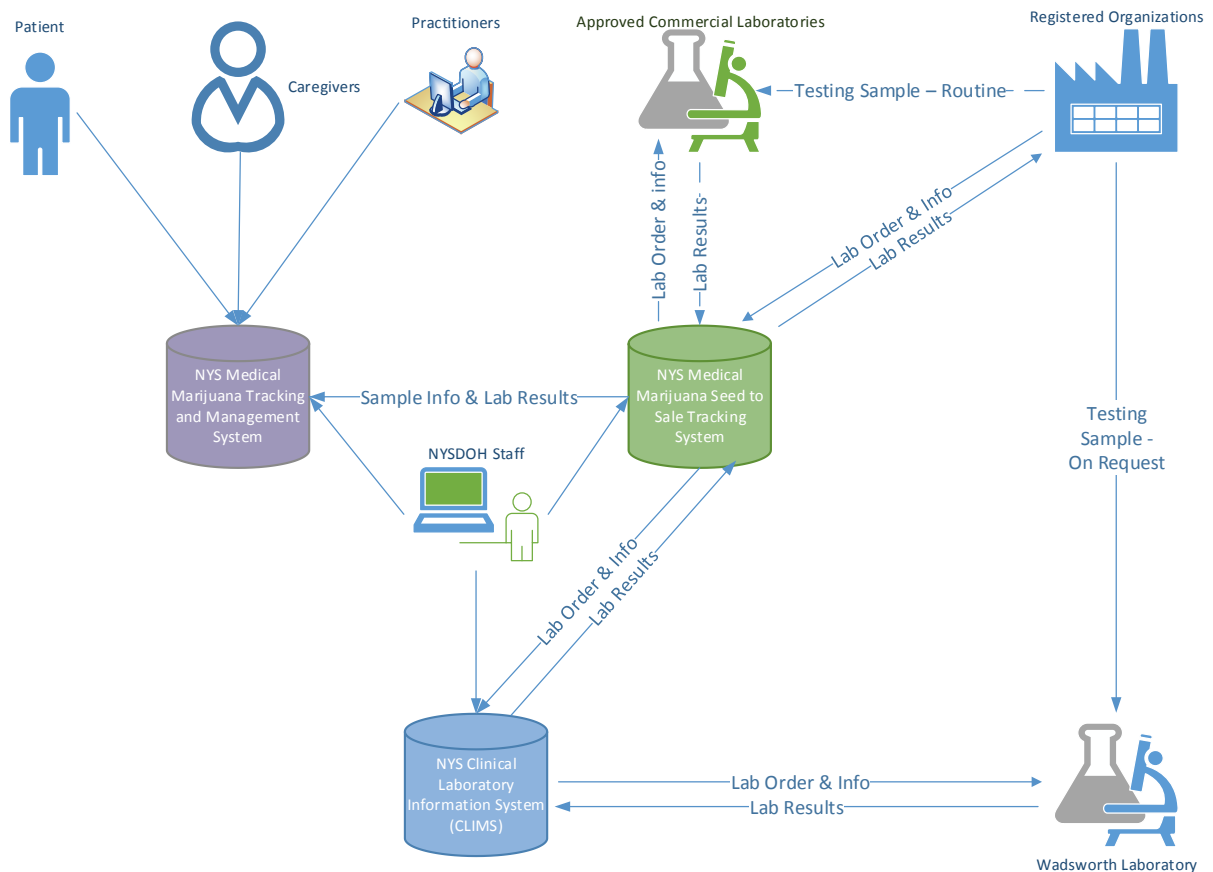 Patient
Caregivers
Practitioners
Approved Commercial Laboratories
Registered Organizations
Testing Sample – Routine
Lab Order & info
Lab Results
Lab Order & Info
Lab Results
NYS Medical
Marijuana Tracking
and Management
System
Sample Info & Lab Results
NYS Medical
Marijuana Seed to
Sale Tracking
System
Testing
Sample -
On Request
NYSDOH Staff
Lab Order & Info
Lab Results
NYS Clinical
Laboratory
Information System
(CLIMS)
Lab Order & Info
Lab Results
Wadsworth Laboratory